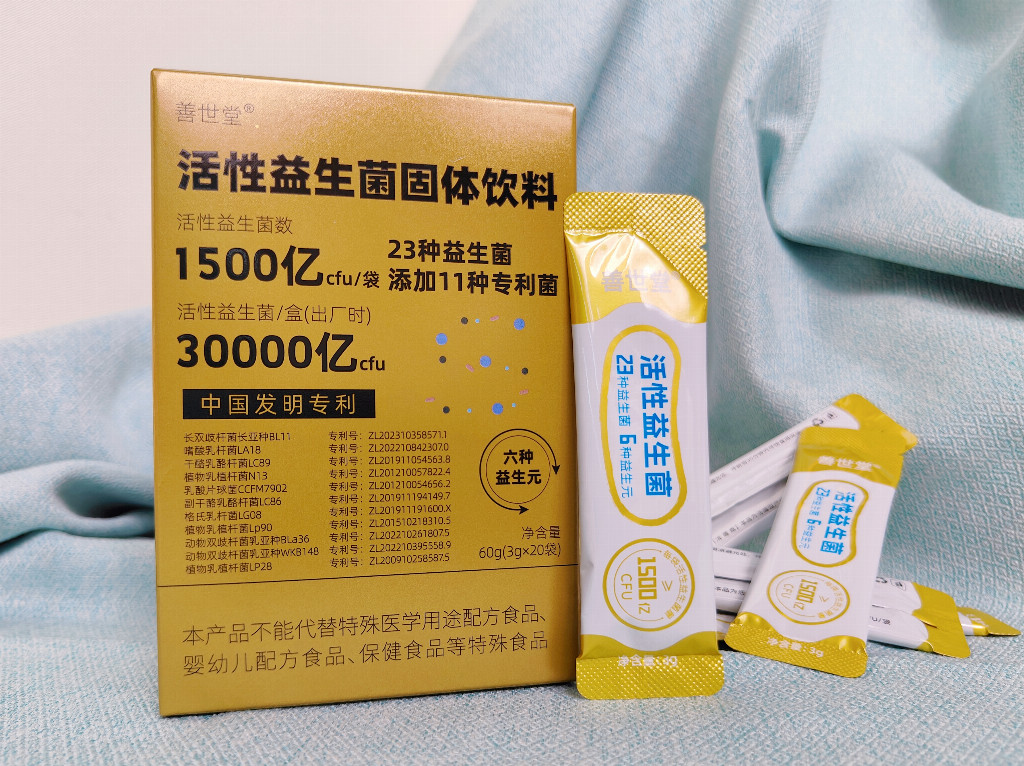 善世堂®
活性益生菌固体饮料
活性益生菌数
1500亿cfu/袋
23种益生菌
添加11种专利菌
活性益生菌/盒(出厂时)
30000亿cfu
中国发明专利
长双歧杆菌长亚种BL11 专利号：ZL202310358571.1
嗜酸乳杆菌LA18 专利号：ZL202210842307.0
干酪乳酪杆菌LC89 专利号：ZL201911054563.8
植物乳植杆菌N13 专利号：ZL201210057822.4
乳酸片球菌CCFM7902 专利号：ZL201210054656.2
副干酪乳酪杆菌LC86 专利号：ZL201911194149.7
格氏乳杆菌LG08 专利号：ZL201911191600.X
植物乳植杆菌Lp90 专利号：ZL201510218310.5
动物双歧杆菌乳亚种BLa36 专利号：ZL202210261807.5
动物双歧杆菌乳亚种WKB148 专利号：ZL202210395558.9
植物乳植杆菌LP28 专利号：ZL200910258587.5
六种
益生元
净含量
60g(3g×20袋)
本产品不能代替特殊医学用途配方食品、
婴幼儿配方食品、保健食品等特殊食品
善世堂
活性益生菌
23种益生菌 6种益生元
≥
1500亿
CFU
善世堂
活性益生菌
23种益生菌 6种益生元
≥
1500亿
CFU